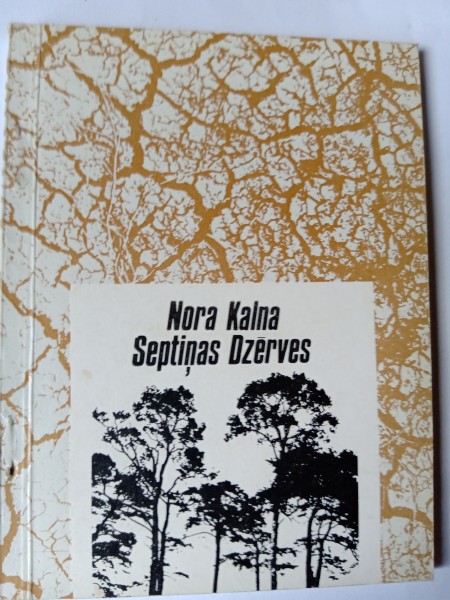 Nora Kalna
Septiņas Dzērves